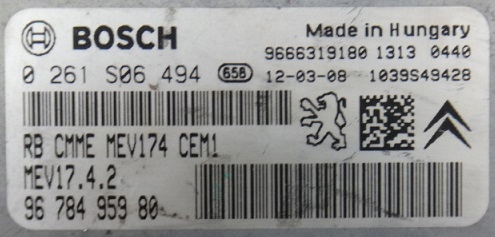 BOSCH
Made in Hungary
9666319180 1313 0440
0 261 S06 494 658 12-03-08 1039S49428
RB CMME MEV174 CEM1
MEV17.4.2
96 784 959 80